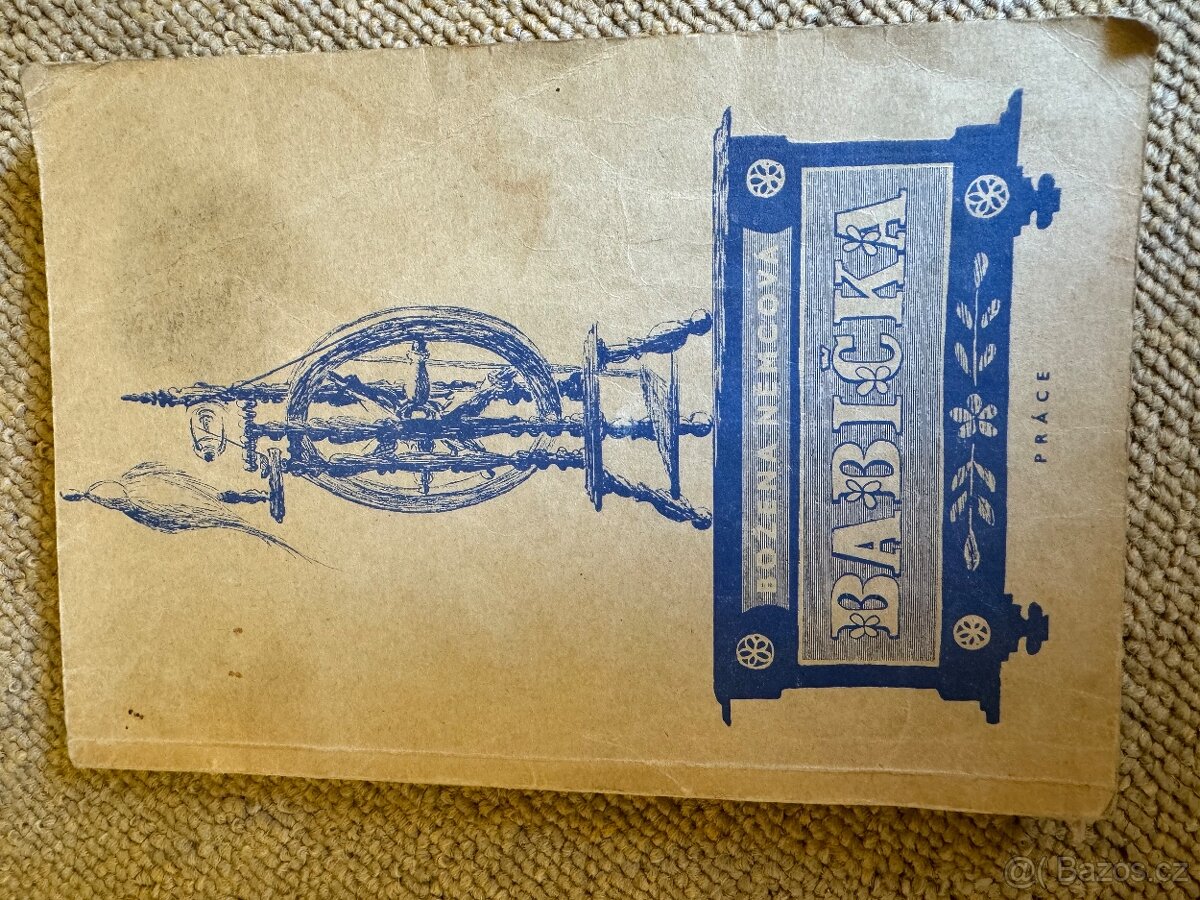 BOŽENA NĚMCOVÁ
BABIČKA
PRÁCE
@( Bazos.cz